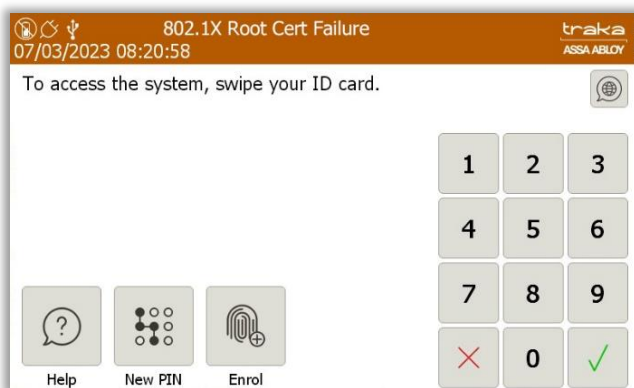 802.1X Root Cert Failure
traka
07/03/2023 08:20:58
ASSA ABLOY
To access the system, swipe your ID card.
1 2 3
4 5 6
7 8 9
0
Help New PIN Enrol